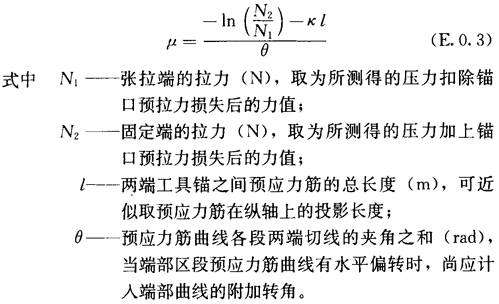 μ = \frac{-\ln\left(\frac{N_2}{N_1}\right) - κ l}{θ} (E.0.3)
式中 N₁——张拉端的拉力（N），取为所测得的压力扣除锚
口预拉力损失后的力值；
N₂——固定端的拉力（N），取为所测得的压力加上锚
口预拉力损失后的力值；
l——两端工具锚之间预应力筋的总长度（m），可近
似取预应力筋在纵轴上的投影长度；
θ——预应力筋曲线各段两端切线的夹角之和（rad），
当端部区段预应力筋曲线有水平偏转时，尚应计
入端部曲线的附加转角。